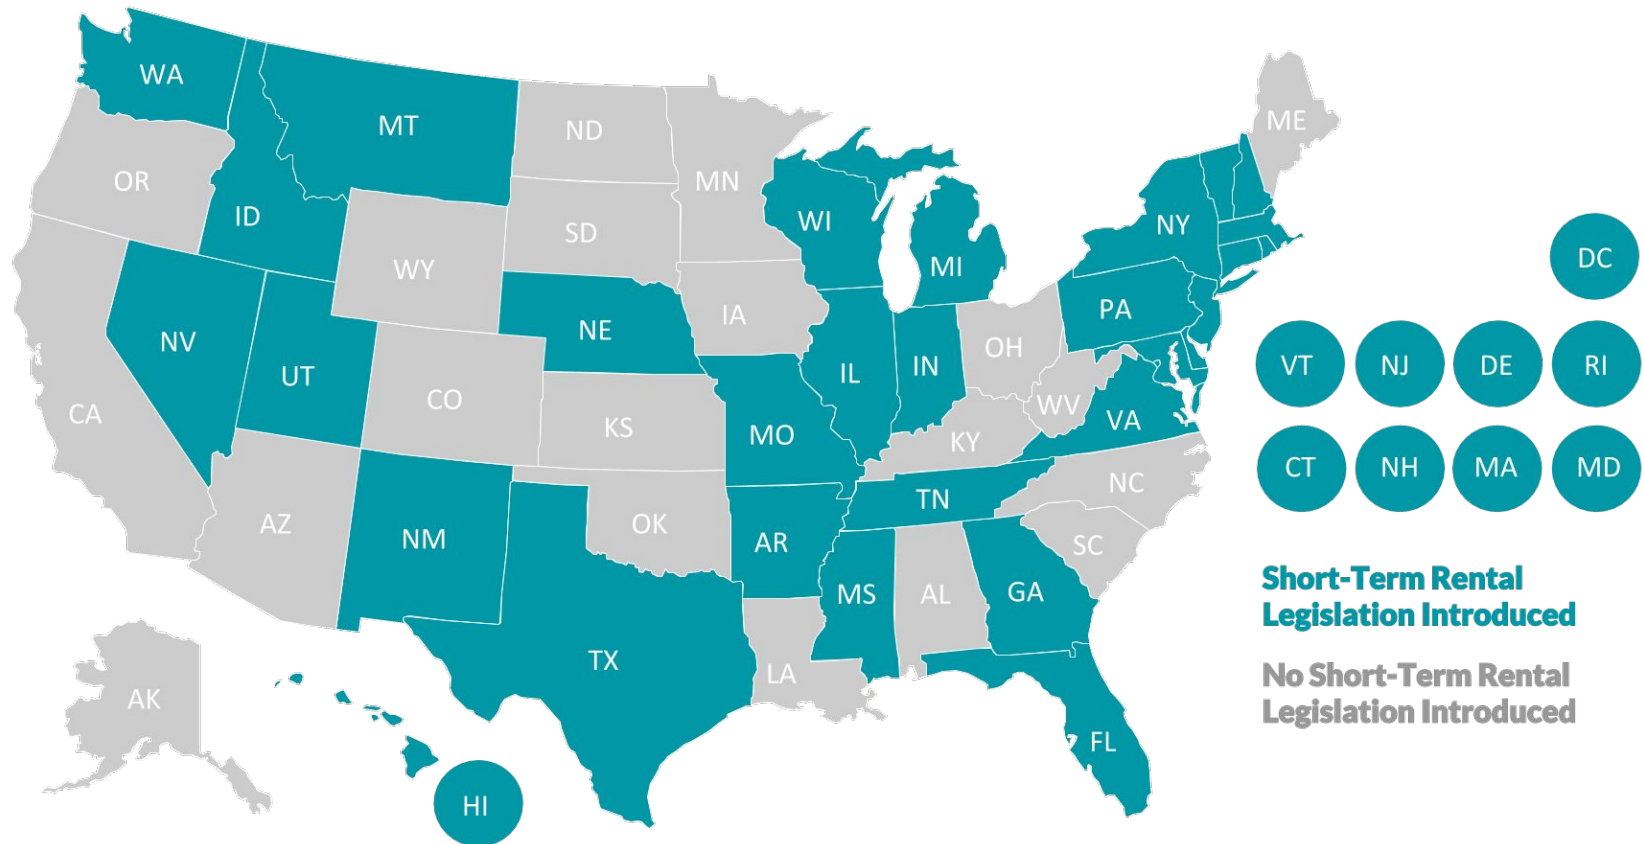 WA
MT
ND
MN
ME
OR
ID
SD
WI
NY
WY
MI
DC
NV
NE
IA
PA
UT
IL
IN
OH
VT
NJ
DE
RI
CA
CO
KS
MO
WV
VA
KY
CT
NH
MA
MD
AZ
NM
OK
AR
TN
NC
SC
MS
AL
GA
Short-Term Rental
Legislation Introduced
TX
LA
No Short-Term Rental
Legislation Introduced
AK
FL
HI